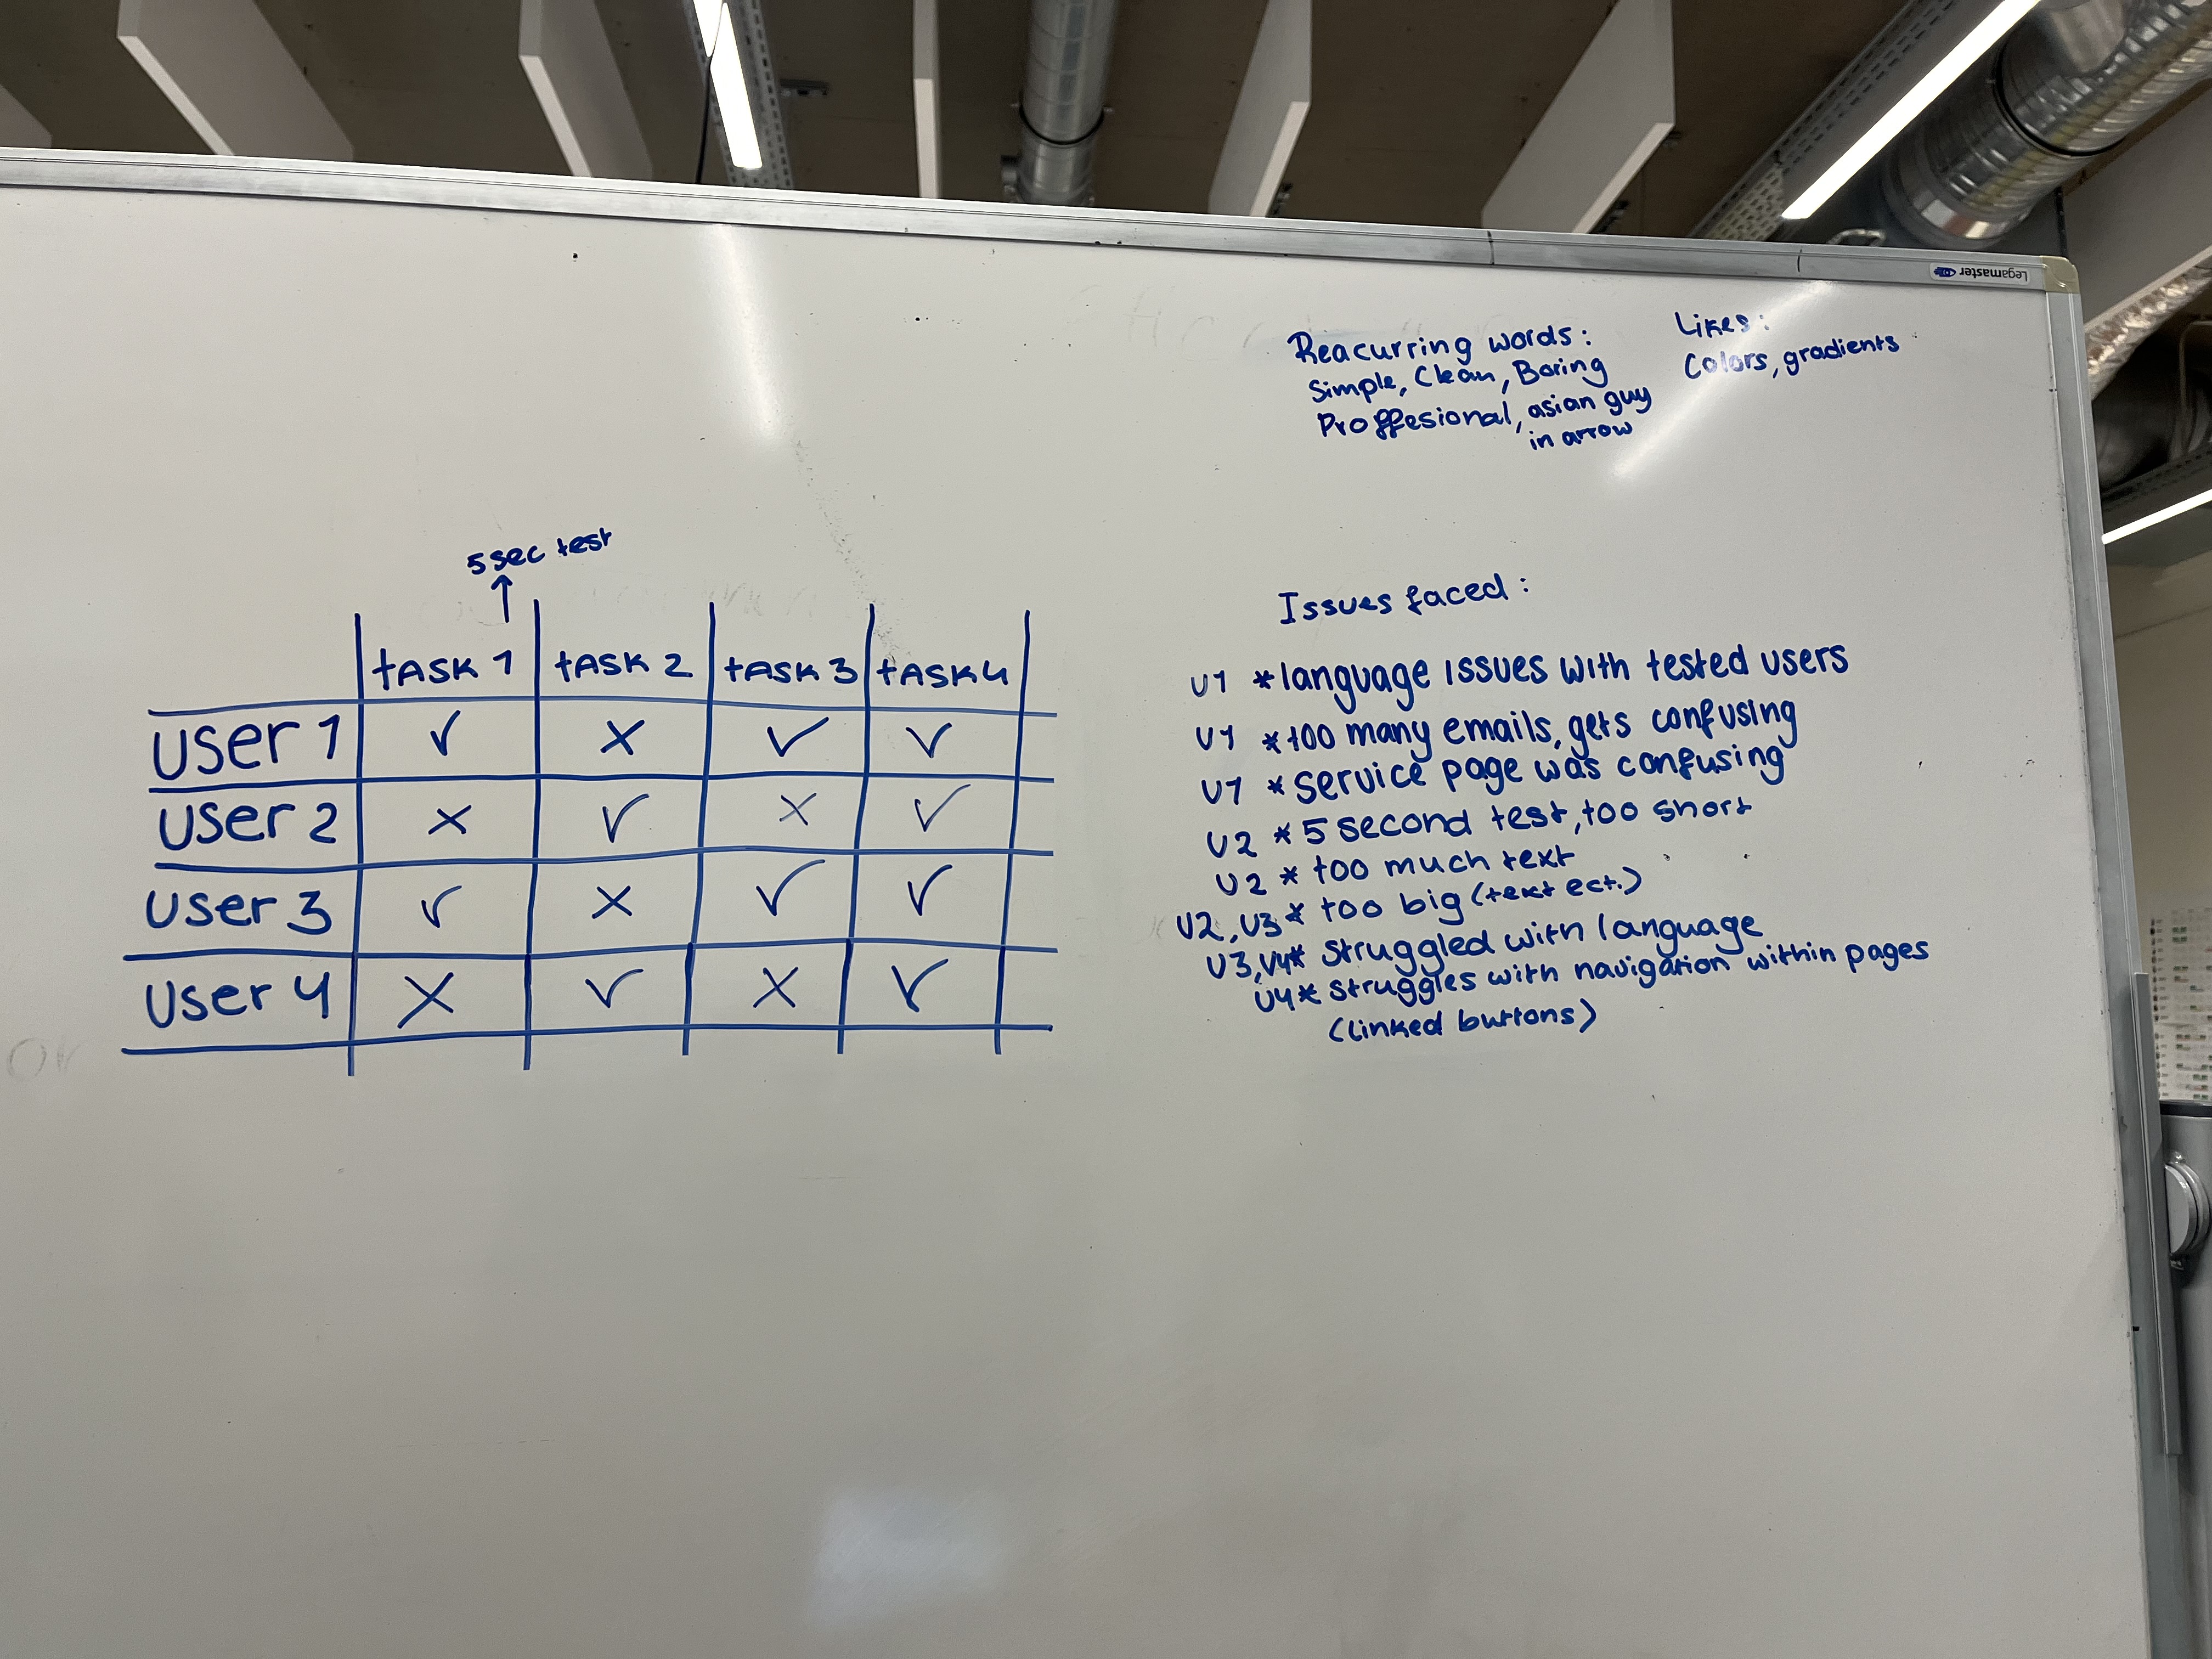 Legamaster
Reacurring words:
Simple, Clean, Boring
Proffesional, asian guy
in arrow
Likes:
Colors, gradients
5 sec test
↑
tASK 1 tASK 2 tASK 3 tASK 4
User 1 ✓ ✗ ✓ ✓
User 2 ✗ ✓ ✗ ✓
User 3 ✓ ✗ ✓ ✓
User 4 ✗ ✓ ✗ ✓
Issues faced:
U1 * language issues with tested users
U1 * too many emails, gets confusing
U1 * service page was confusing
U2 * 5 second test, too short
U2 * too much text
U2, U3 * too big (text ect.)
U3, U4 * struggled with language
U4 * struggles with navigation within pages
(linked buttons)
or